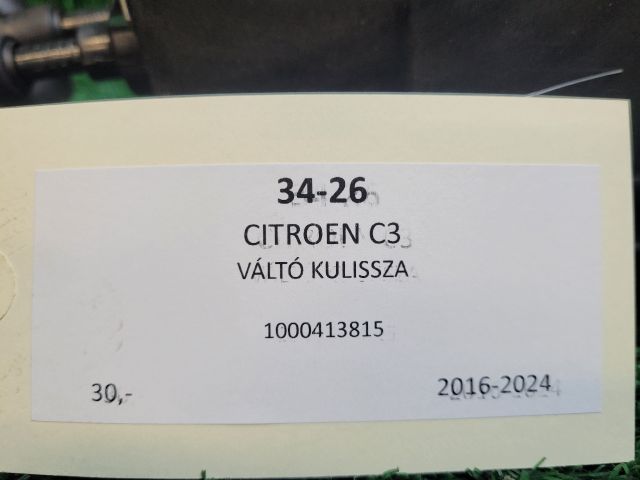 34-26
CITROEN C3
VÁLTÓ KULISSZA
1000413815
30,- 2016-2024